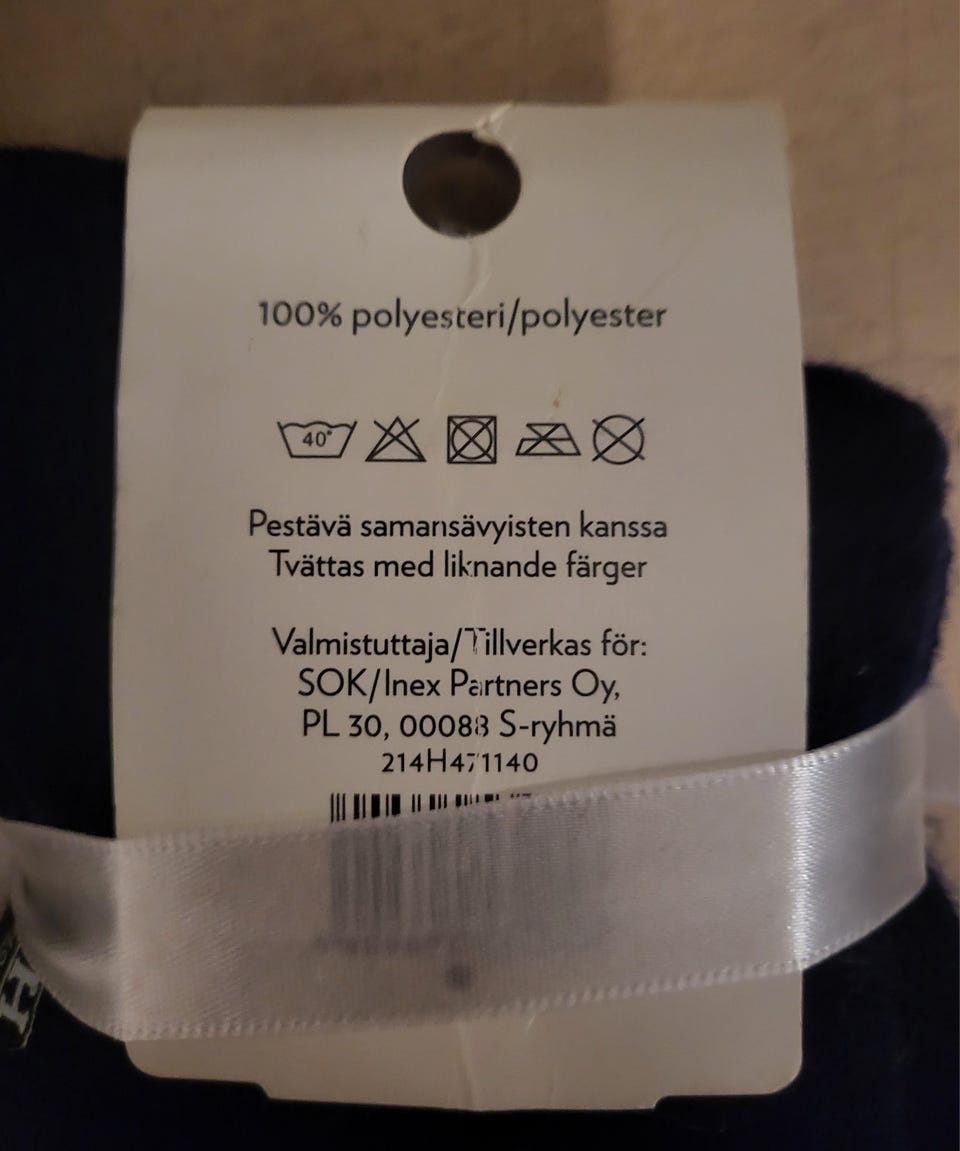 100% polyesteri/polyester
40°
Pestävä samansävyisten kanssa
Tvättas med liknande färger
Valmistuttaja/Tillverkas för:
SOK/Inex Partners Oy,
PL 30, 00088 S-ryhmä
214H471140
H